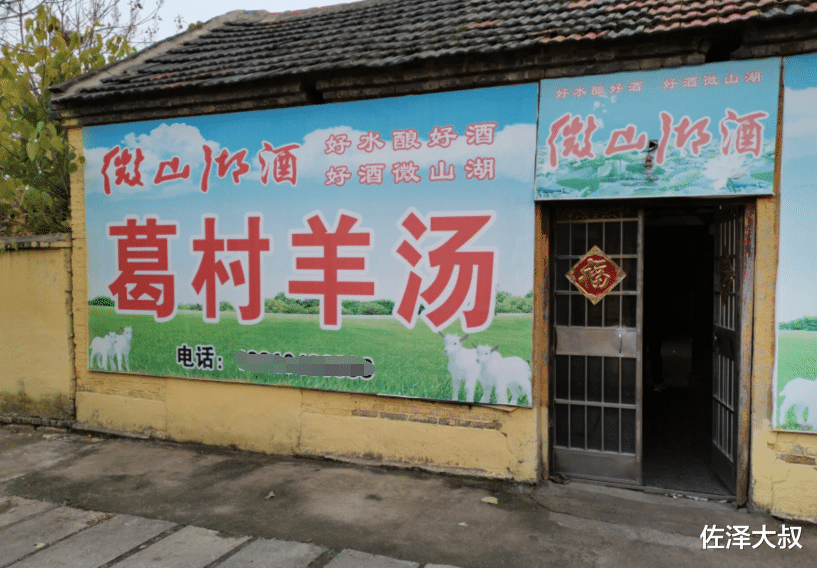 微山湖酒
好水酿好酒
好酒微山湖
葛村羊汤
电话:
好水酿好酒 好酒微山湖
微山湖酒
福
佐泽大叔